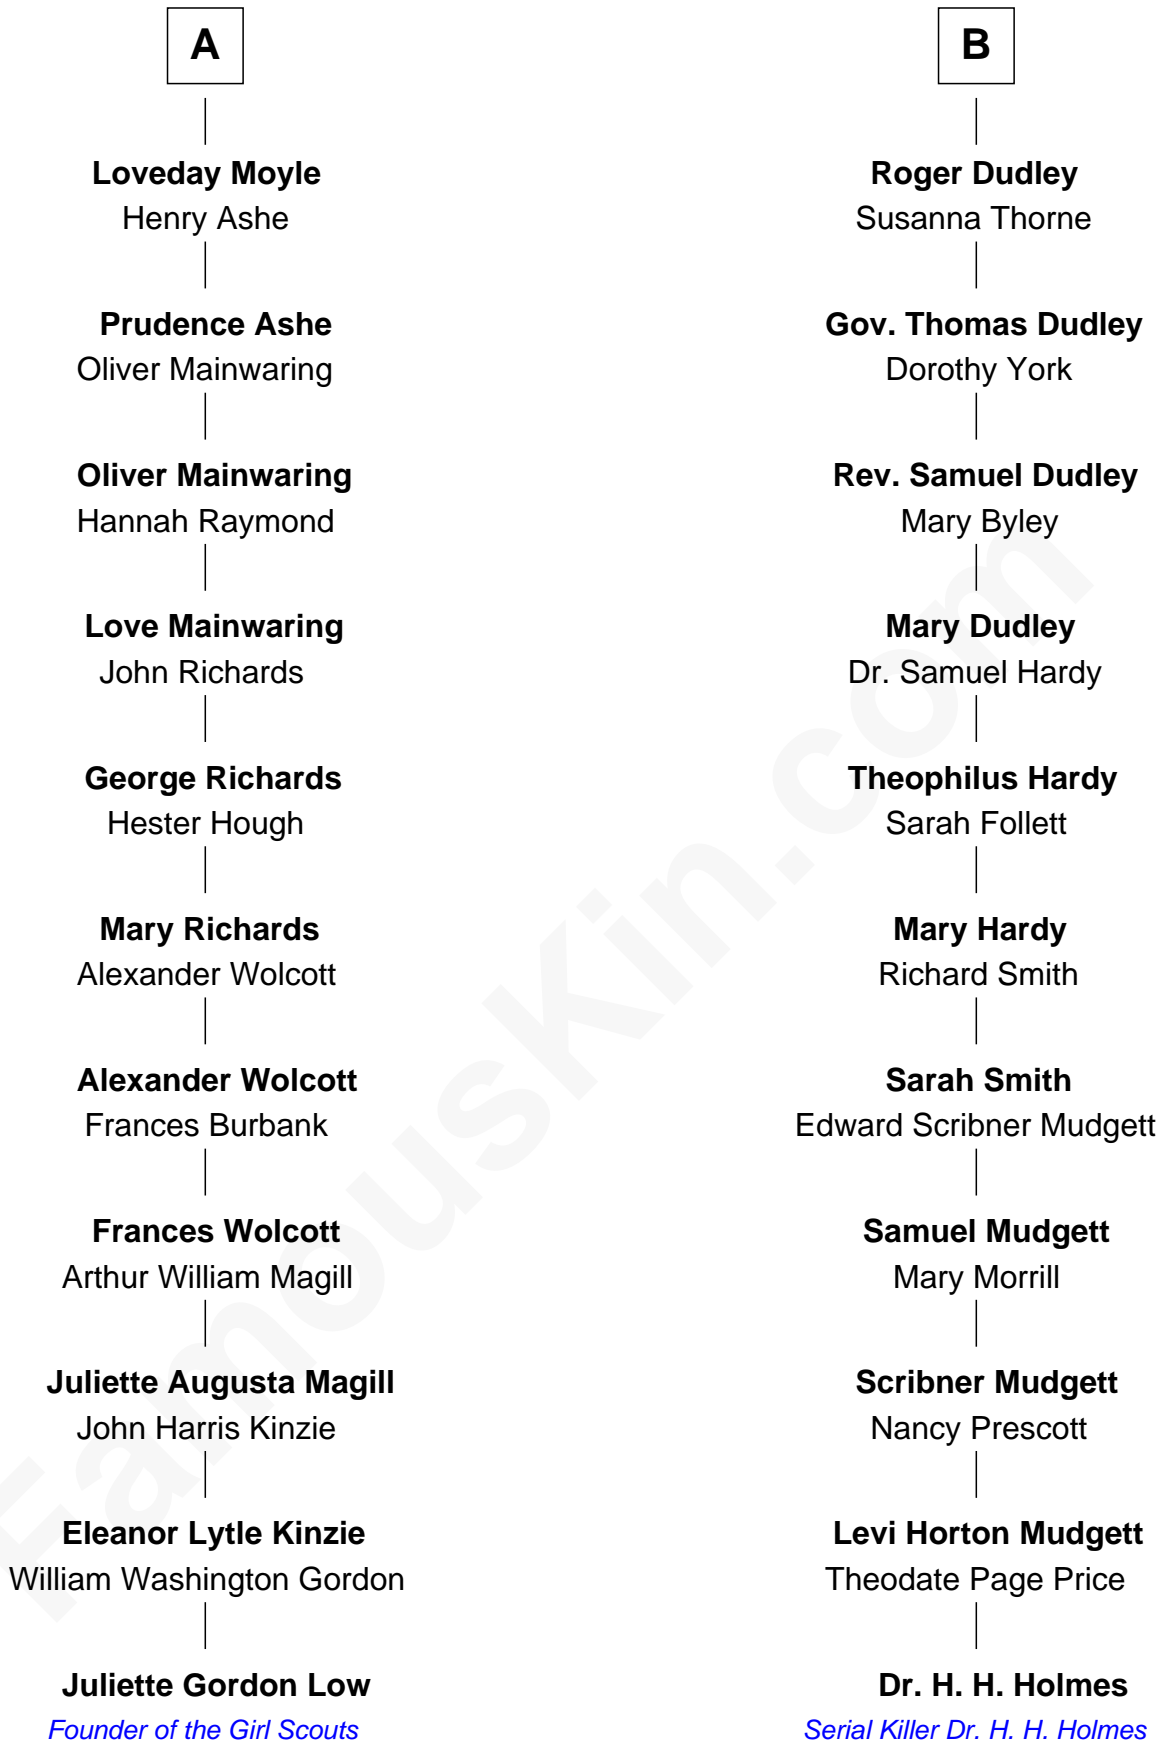 A
Loveday Moyle
Henry Ashe
Prudence Ashe
Oliver Mainwaring
Oliver Mainwaring
Hannah Raymond
Love Mainwaring
John Richards
George Richards
Hester Hough
Mary Richards
Alexander Wolcott
Alexander Wolcott
Frances Burbank
Frances Wolcott
Arthur William Magill
Juliette Augusta Magill
John Harris Kinzie
Eleanor Lytle Kinzie
William Washington Gordon
Juliette Gordon Low
Founder of the Girl Scouts
B
Roger Dudley
Susanna Thorne
Gov. Thomas Dudley
Dorothy York
Rev. Samuel Dudley
Mary Byley
Mary Dudley
Dr. Samuel Hardy
Theophilus Hardy
Sarah Follett
Mary Hardy
Richard Smith
Sarah Smith
Edward Scribner Mudgett
Samuel Mudgett
Mary Morrill
Scribner Mudgett
Nancy Prescott
Levi Horton Mudgett
Theodate Page Price
Dr. H. H. Holmes
Serial Killer Dr. H. H. Holmes
FamousKin.com